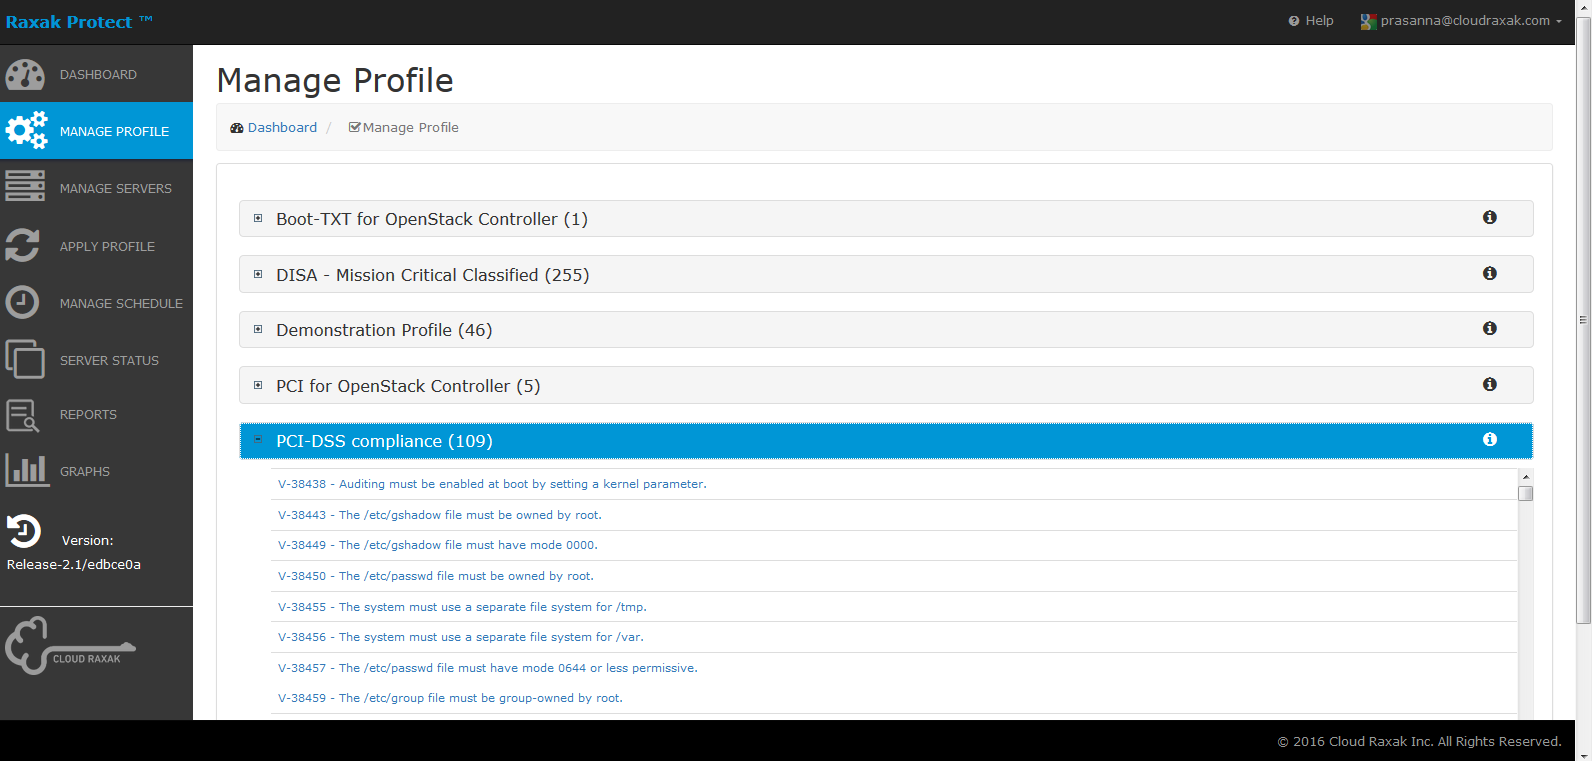 Raxak Protect ™
Help
prasanna@cloudraxak.com
DASHBOARD
MANAGE PROFILE
MANAGE SERVERS
APPLY PROFILE
MANAGE SCHEDULE
SERVER STATUS
REPORTS
GRAPHS
Version:
Release-2.1/edbce0a
CLOUD RAXAK
Manage Profile
Dashboard / Manage Profile
Boot-TXT for OpenStack Controller (1)
DISA - Mission Critical Classified (255)
Demonstration Profile (46)
PCI for OpenStack Controller (5)
PCI-DSS compliance (109)
V-38438 - Auditing must be enabled at boot by setting a kernel parameter.
V-38443 - The /etc/gshadow file must be owned by root.
V-38449 - The /etc/gshadow file must have mode 0000.
V-38450 - The /etc/passwd file must be owned by root.
V-38455 - The system must use a separate file system for /tmp.
V-38456 - The system must use a separate file system for /var.
V-38457 - The /etc/passwd file must have mode 0644 or less permissive.
V-38459 - The /etc/group file must be group-owned by root.
© 2016 Cloud Raxak Inc. All Rights Reserved.